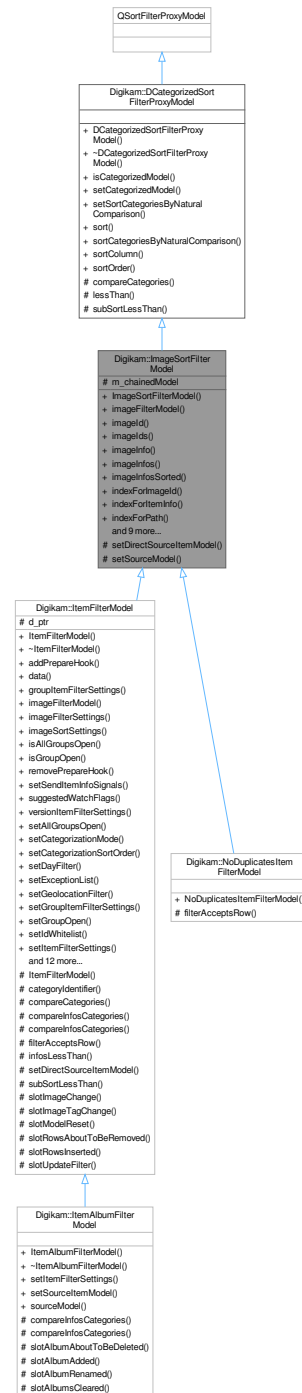 QSortFilterProxyModel
Digikam::DCategorizedSort
FilterProxyModel
+ DCategorizedSortFilterProxy
Model()
+ ~DCategorizedSortFilterProxy
Model()
+ isCategorizedModel()
+ setCategorizedModel()
+ setSortCategoriesByNatural
Comparison()
+ sort()
+ sortCategoriesByNaturalComparison()
+ sortColumn()
+ sortOrder()
# compareCategories()
# lessThan()
# subSortLessThan()
Digikam::ImageSortFilter
Model
# m_chainedModel
+ ImageSortFilterModel()
+ imageFilterModel()
+ imageId()
+ imageIds()
+ imageInfo()
+ imageInfos()
+ imageInfosSorted()
+ indexForImageId()
+ indexForItemInfo()
+ indexForPath()
and 9 more...
# setDirectSourceItemModel()
# setSourceModel()
Digikam::ItemFilterModel
# d_ptr
+ ItemFilterModel()
+ ~ItemFilterModel()
+ addPrepareHook()
+ data()
+ groupItemFilterSettings()
+ imageFilterModel()
+ imageFilterSettings()
+ imageSortSettings()
+ isAllGroupsOpen()
+ isGroupOpen()
+ removePrepareHook()
+ setSendItemInfoSignals()
+ suggestedWatchFlags()
+ versionItemFilterSettings()
+ setAllGroupsOpen()
+ setCategorizationMode()
+ setCategorizationSortOrder()
+ setDayFilter()
+ setExceptionList()
+ setGeolocationFilter()
+ setGroupItemFilterSettings()
+ setGroupOpen()
+ setIdWhitelist()
+ setItemFilterSettings()
and 12 more...
# ItemFilterModel()
# categoryIdentifier()
# compareCategories()
# compareInfosCategories()
# compareInfosCategories()
# filterAcceptsRow()
# infosLessThan()
# setDirectSourceItemModel()
# subSortLessThan()
# slotImageChange()
# slotImageTagChange()
# slotModelReset()
# slotRowsAboutToBeRemoved()
# slotRowsInserted()
# slotUpdateFilter()
Digikam::NoDuplicatesItem
FilterModel
+ NoDuplicatesItemFilterModel()
# filterAcceptsRow()
Digikam::ItemAlbumFilter
Model
+ ItemAlbumFilterModel()
+ ~ItemAlbumFilterModel()
+ setItemFilterSettings()
+ setSourceItemModel()
+ sourceModel()
# compareInfosCategories()
# compareInfosCategories()
# slotAlbumAboutToBeDeleted()
# slotAlbumAdded()
# slotAlbumRenamed()
# slotAlbumsCleared()